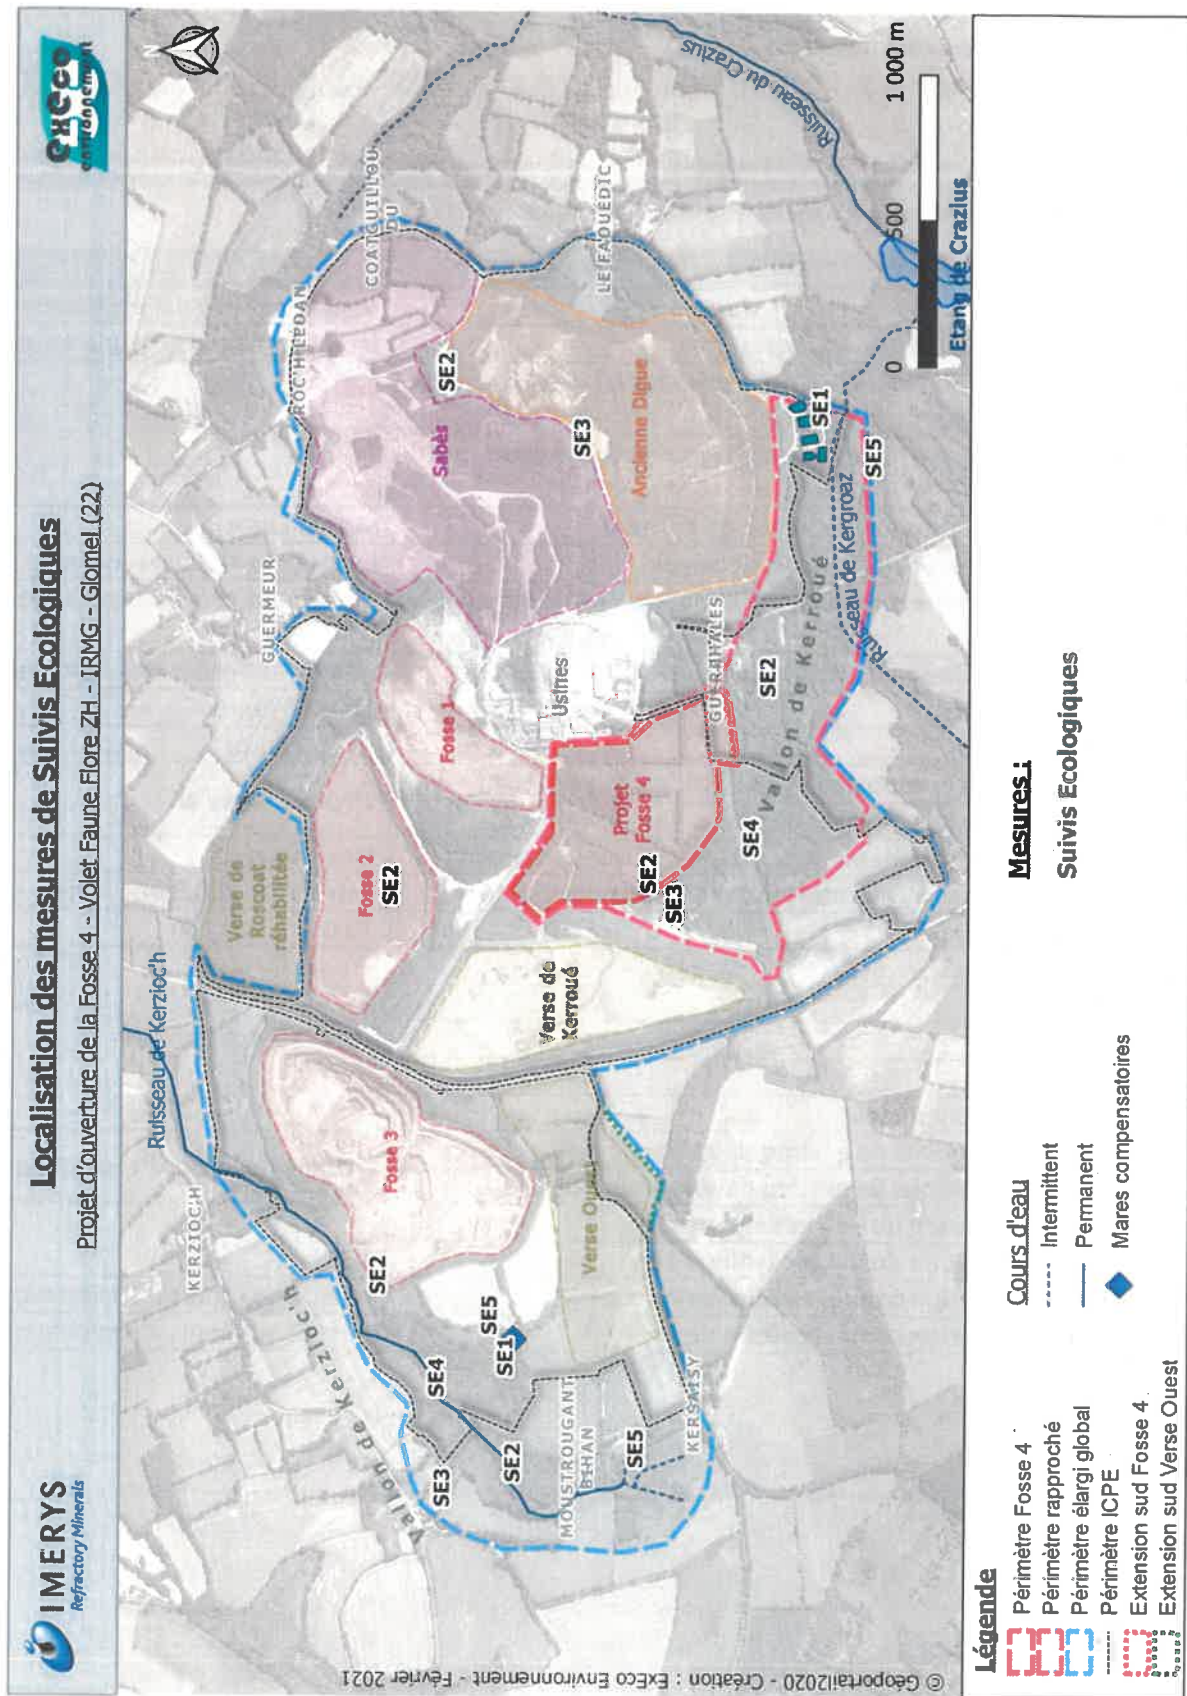 IMERYS
Refractory Minerals
Localisation des mesures de Suivis Ecologiques
Projet d'ouverture de la Fosse 4 - Volet Faune Flore ZH - IRMG - Glomel (22)
execo
environnement
N
Ruisseau de Kerzioc'h
KERZIOC'H
Vallon de Kerzioc'h
Verse de
Roscoat
réhabilitée
GUERMEUR
ROC'HLEDAN
COATGUILLOU
DU
Fosse 3
Fosse 2
SE2
Fosse 1
Sabès
SE2
SE2
SE4
SE3
SE5
SE1
SE2
MOUSTROUGANT
BIHAN
SE5
KERSAISY
Verse Ouest
Verse de
Kerroué
Usines
Projet
Fosse 4
SE2
SE3
SE3
Ancienne Digue
LE FAOUËDIC
SE4
SE2
Vallon de Kerroué
SE1
SE5
Ruisseau de Kergroaz
Ruisseau du Crazius
Etang de Crazius
0
500
1 000 m
© Géoportail2020 - Création : ExEco Environnement - Février 2021
Légende
Périmètre Fosse 4
Périmètre rapproché
Périmètre élargi global
Périmètre ICPE
Extension sud Fosse 4
Extension sud Verse Ouest
Cours d'eau
Intermittent
Permanent
Mares compensatoires
Mesures :
Suivis Ecologiques